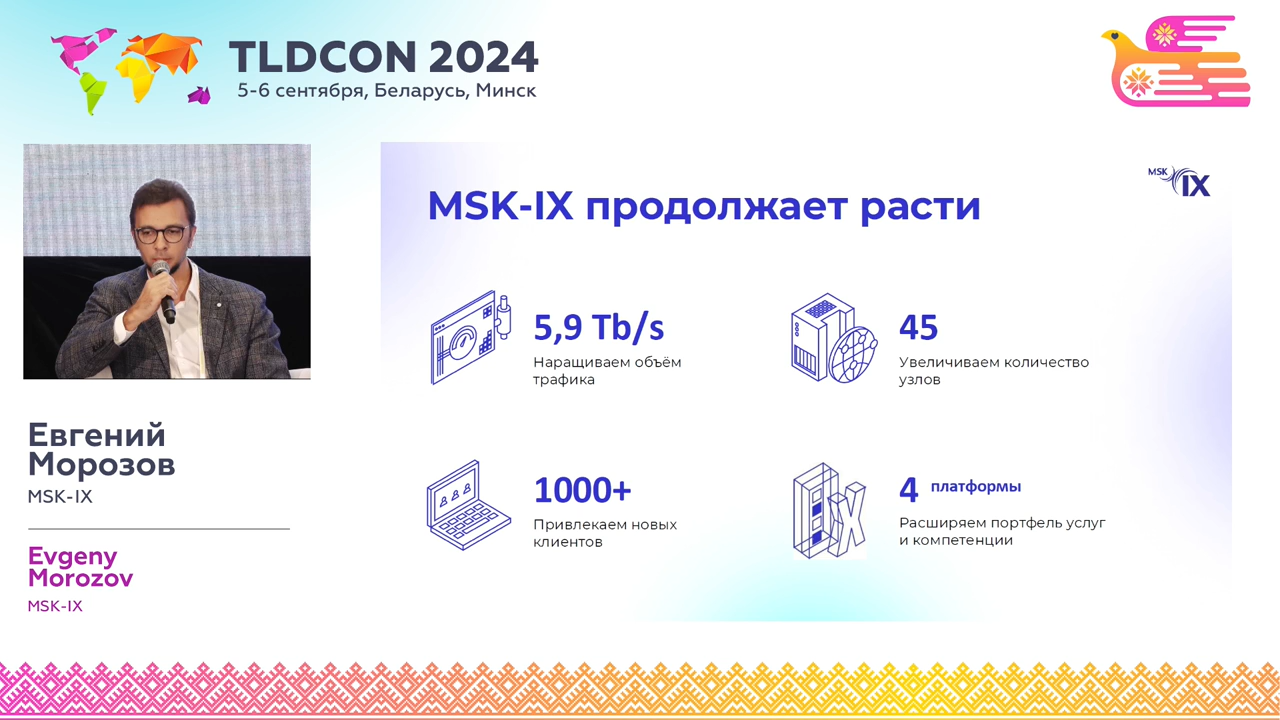 TLDCON 2024
5-6 сентября, Беларусь, Минск
MSK
IX
MSK-IX продолжает расти
5,9 Tb/s
Наращиваем объём
трафика
45
Увеличиваем количество
узлов
1000+
Привлекаем новых
клиентов
4 платформы
Расширяем портфель услуг
и компетенции
Евгений
Морозов
MSK-IX
Evgeny
Morozov
MSK-IX